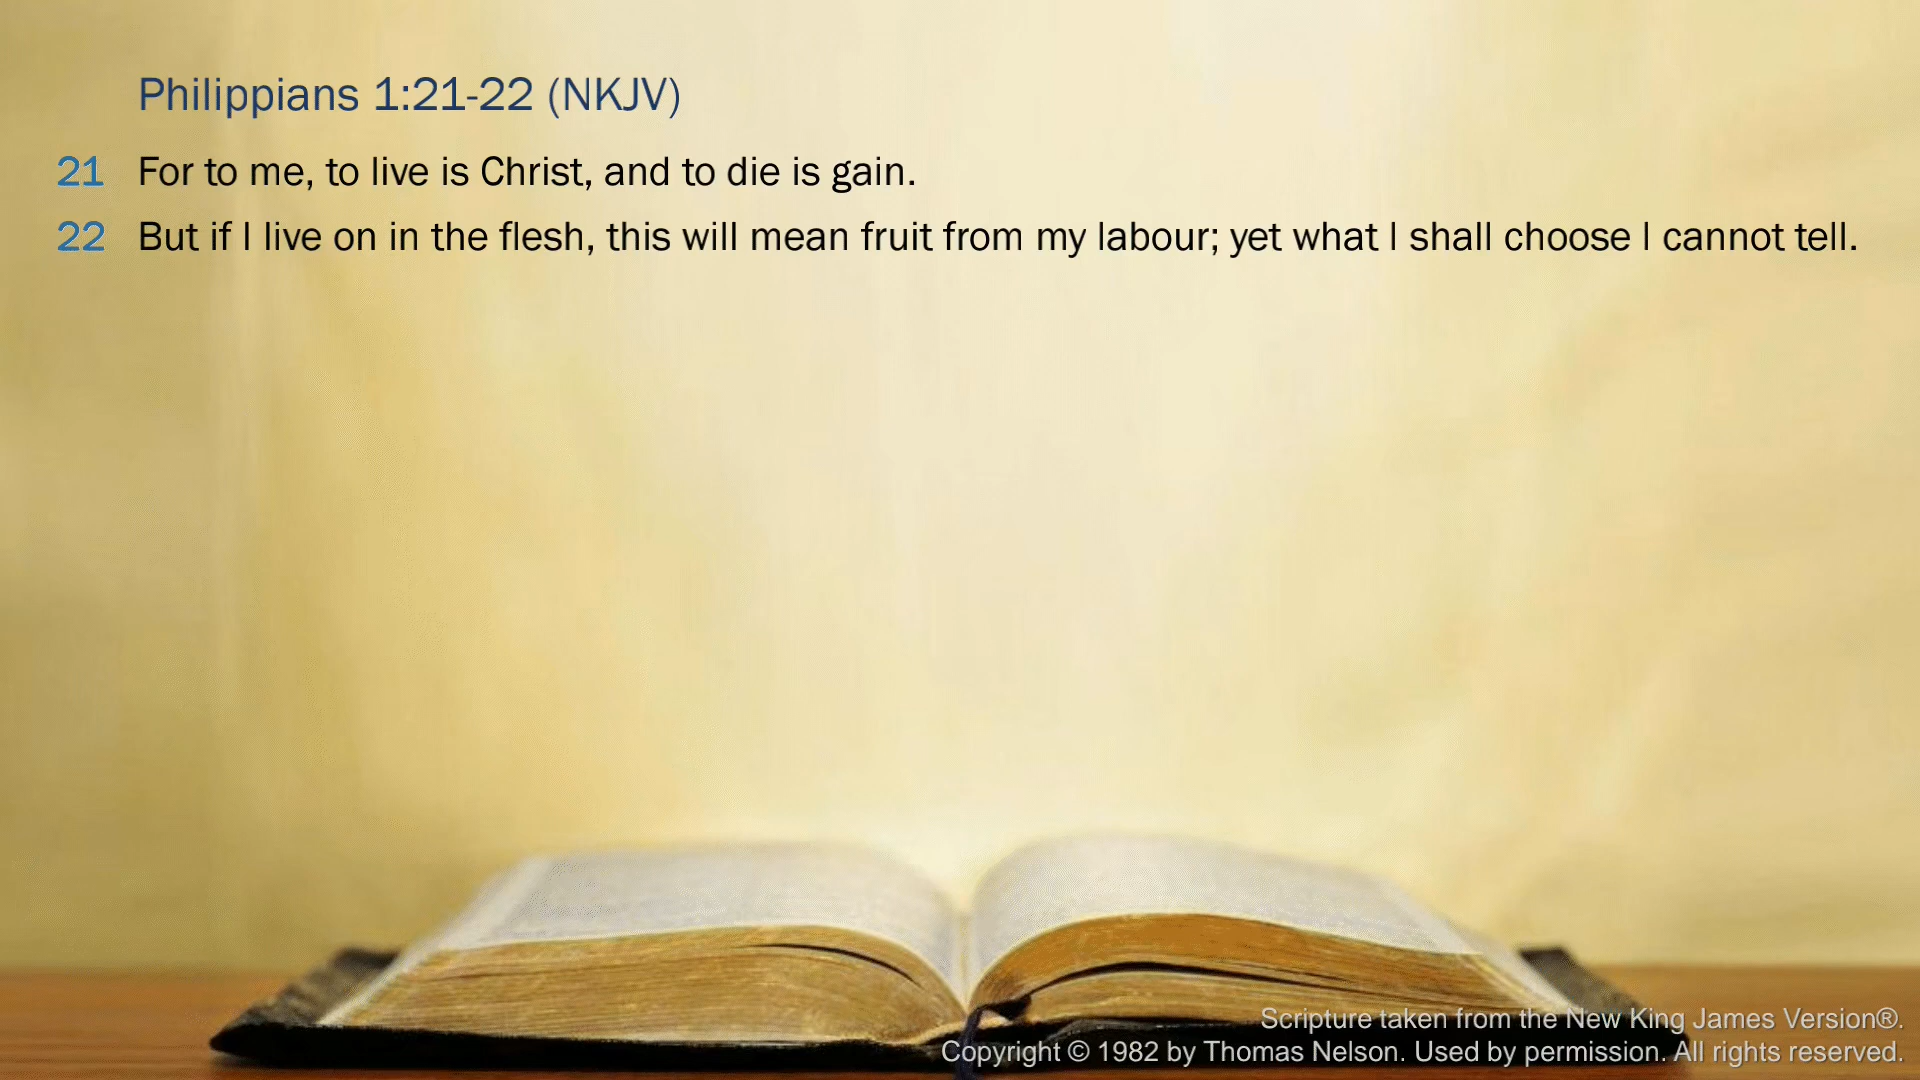 Philippians 1:21-22 (NKJV)
21 For to me, to live is Christ, and to die is gain.
22 But if I live on in the flesh, this will mean fruit from my labour; yet what I shall choose I cannot tell.
Scripture taken from the New King James Version®.
Copyright © 1982 by Thomas Nelson. Used by permission. All rights reserved.